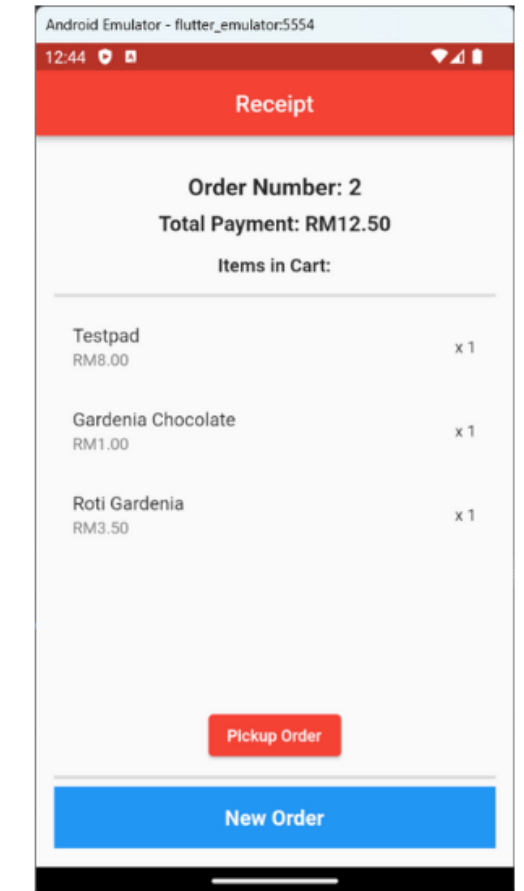 Android Emulator - flutter_emulator:5554
12:44
Receipt
Order Number: 2
Total Payment: RM12.50
Items in Cart:
Testpad
RM8.00
x 1
Gardenia Chocolate
RM1.00
x 1
Roti Gardenia
RM3.50
x 1
Pickup Order
New Order